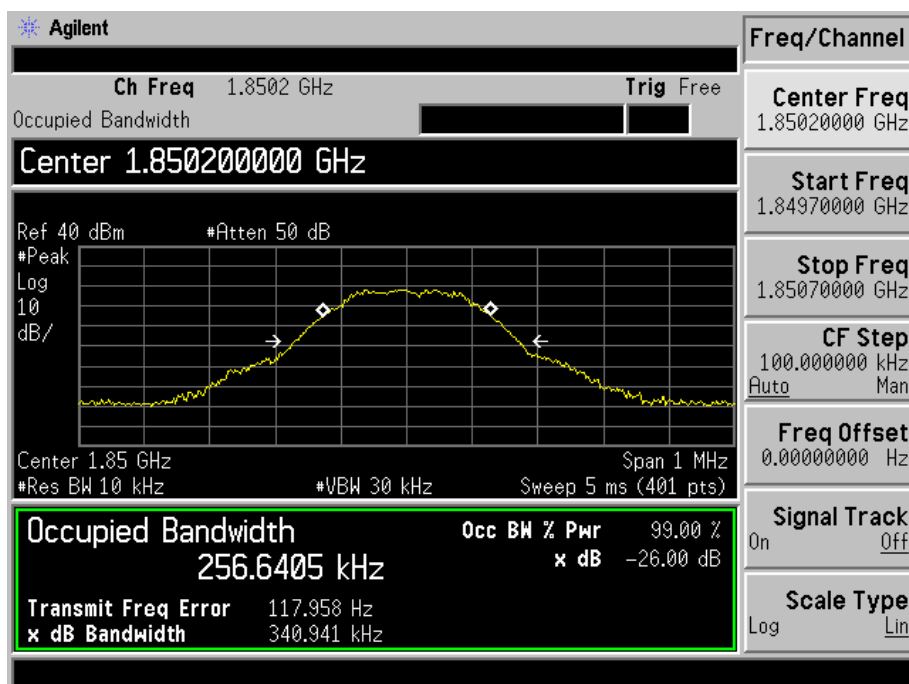 Agilent
Freq/Channel
Ch Freq 1.8502 GHz Trig Free
Occupied Bandwidth
Center 1.850200000 GHz
Ref 40 dBm #Atten 50 dB
#Peak
Log
10
dB/
Center 1.85 GHz Span 1 MHz
#Res BW 10 kHz #VBW 30 kHz Sweep 5 ms (401 pts)
Occupied Bandwidth
256.6405 kHz
Occ BW % Pwr 99.00 %
x dB -26.00 dB
Transmit Freq Error 117.958 Hz
x dB Bandwidth 340.941 kHz
Center Freq
1.85020000 GHz
Start Freq
1.84970000 GHz
Stop Freq
1.85070000 GHz
CF Step
100.000000 kHz
Auto Man
Freq Offset
0.00000000 Hz
Signal Track
On Off
Scale Type
Log Lin